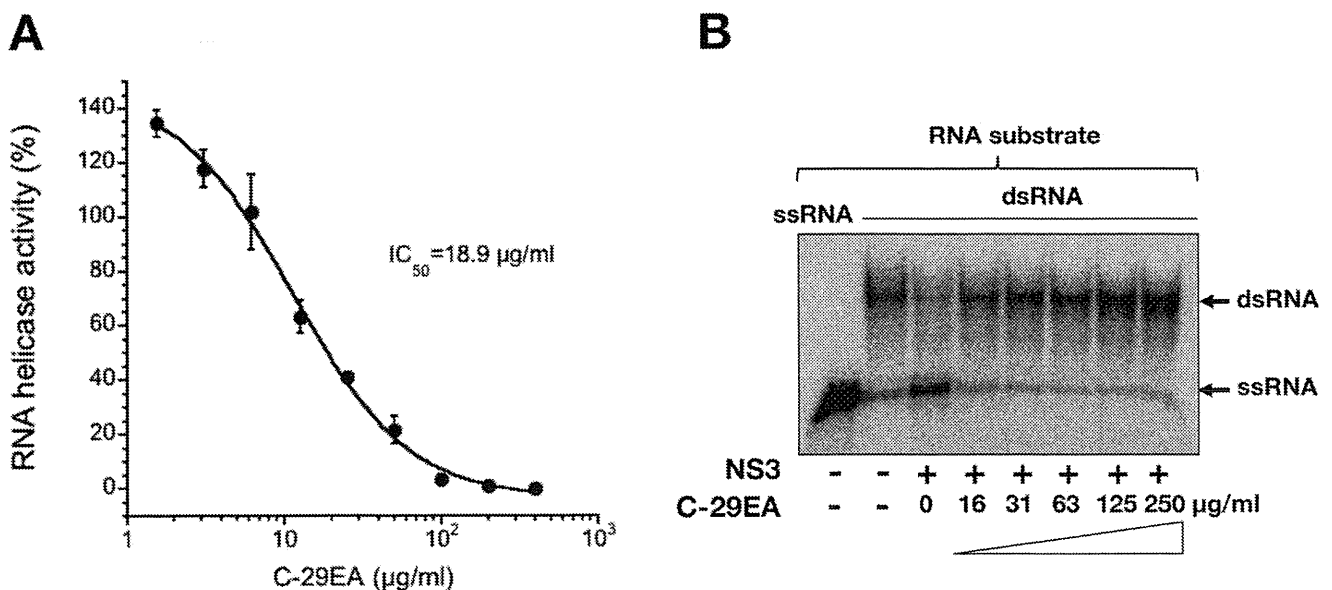 A
RNA helicase activity (%)
140
120
100
80
60
40
20
0
IC50=18.9 µg/ml
1 10 10² 10³
C-29EA (µg/ml)
B
RNA substrate
ssRNA dsRNA
dsRNA
ssRNA
NS3 - - + + + + + +
C-29EA - - 0 16 31 63 125 250 µg/ml